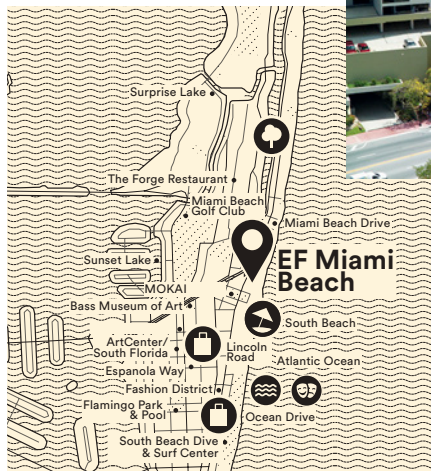 Surprise Lake
The Forge Restaurant
Miami Beach
Golf Club
Miami Beach Drive
EF Miami
Beach
Sunset Lake
MOKAI
Bass Museum of Art
South Beach
ArtCenter/
South Florida
Lincoln
Road
Atlantic Ocean
Espanola Way
Fashion District
Flamingo Park
& Pool
Ocean Drive
South Beach Dive
& Surf Center